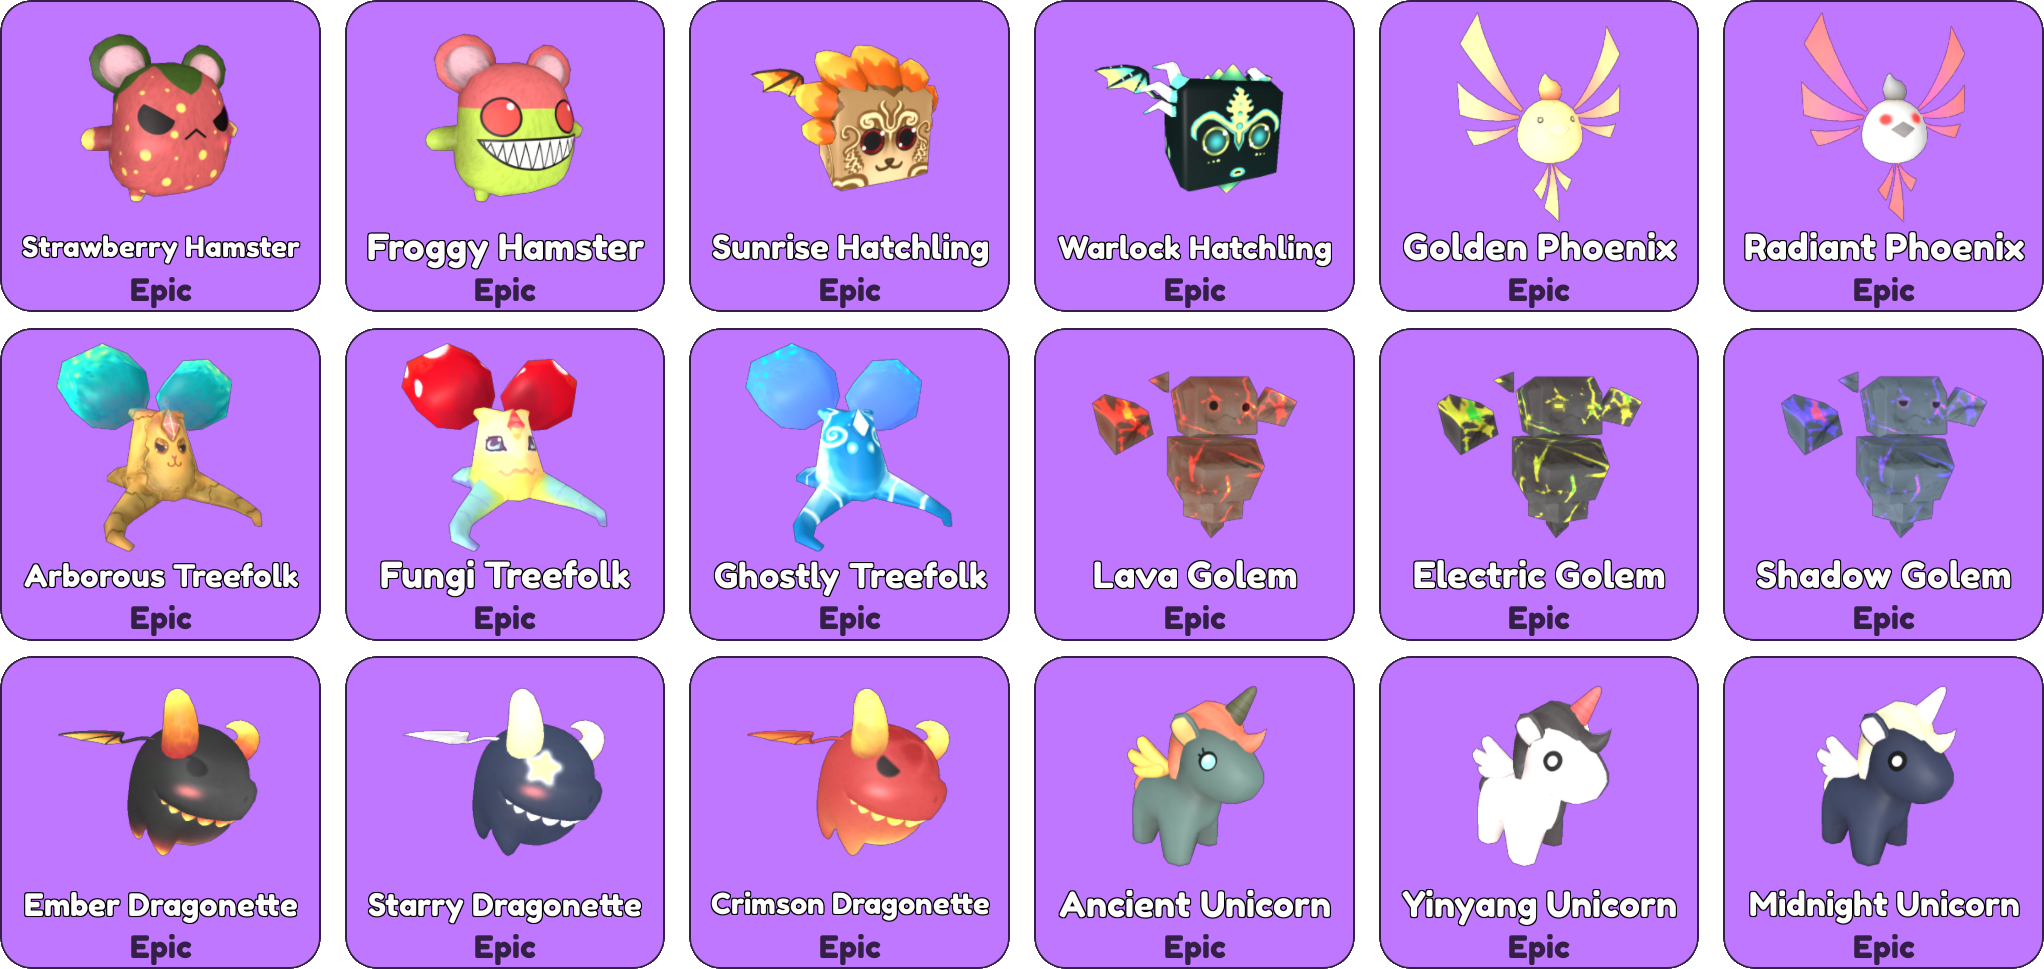 Strawberry Hamster
Epic
Froggy Hamster
Epic
Sunrise Hatchling
Epic
Warlock Hatchling
Epic
Golden Phoenix
Epic
Radiant Phoenix
Epic
Arborous Treefolk
Epic
Fungi Treefolk
Epic
Ghostly Treefolk
Epic
Lava Golem
Epic
Electric Golem
Epic
Shadow Golem
Epic
Ember Dragonette
Epic
Starry Dragonette
Epic
Crimson Dragonette
Epic
Ancient Unicorn
Epic
Yinyang Unicorn
Epic
Midnight Unicorn
Epic